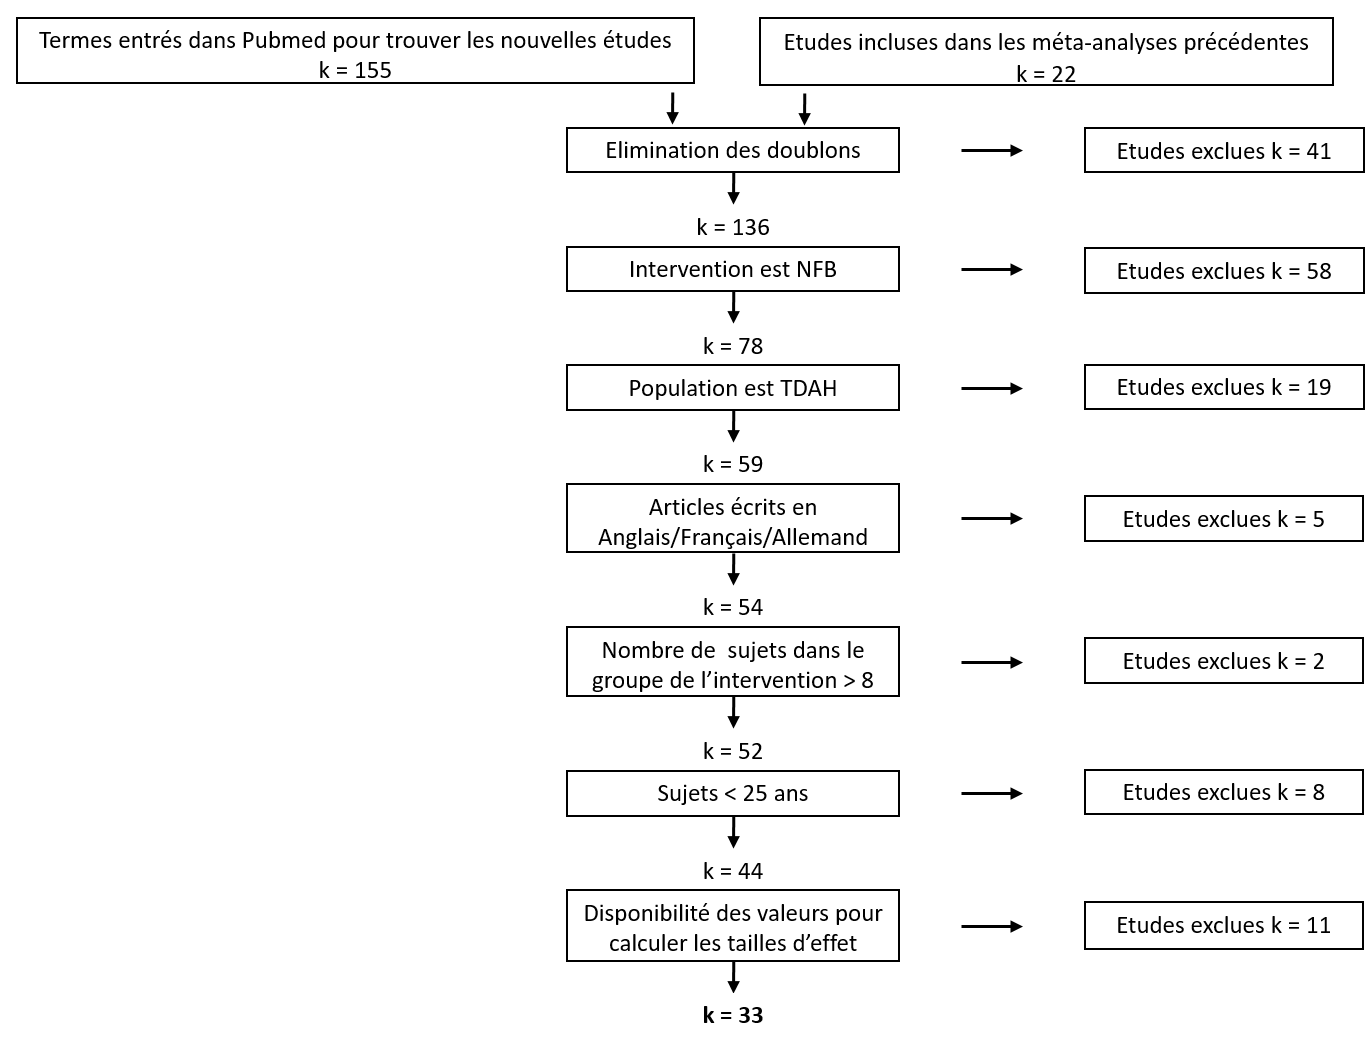 Termes entrés dans Pubmed pour trouver les nouvelles études
k = 155
Etudes incluses dans les méta-analyses précédentes
k = 22
Elimination des doublons
Etudes exclues k = 41
k = 136
Intervention est NFB
Etudes exclues k = 58
k = 78
Population est TDAH
Etudes exclues k = 19
k = 59
Articles écrits en
Anglais/Français/Allemand
Etudes exclues k = 5
k = 54
Nombre de  sujets dans le
groupe de l’intervention > 8
Etudes exclues k = 2
k = 52
Sujets < 25 ans
Etudes exclues k = 8
k = 44
Disponibilité des valeurs pour
calculer les tailles d’effet
Etudes exclues k = 11
k = 33